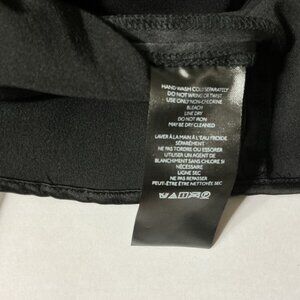 HAND WASH COLD SEPARATELY
DO NOT WRING OR TWIST
USE ONLY NON-CHLORINE
BLEACH
LINE DRY
DO NOT IRON
MAY BE DRY CLEANED
LAVER À LA MAIN À L'EAU FROIDE
SÉPARÉMENT
NE PAS TORDRE OU ESSORER
UTILISER UN AGENT DE
BLANCHIMENT SANS CHLORE SI
NÉCESSAIRE
LIGNE SEC
NE PAS REPASSER
PEUT-ÊTRE ÊTRE NETTOYÉE SEC